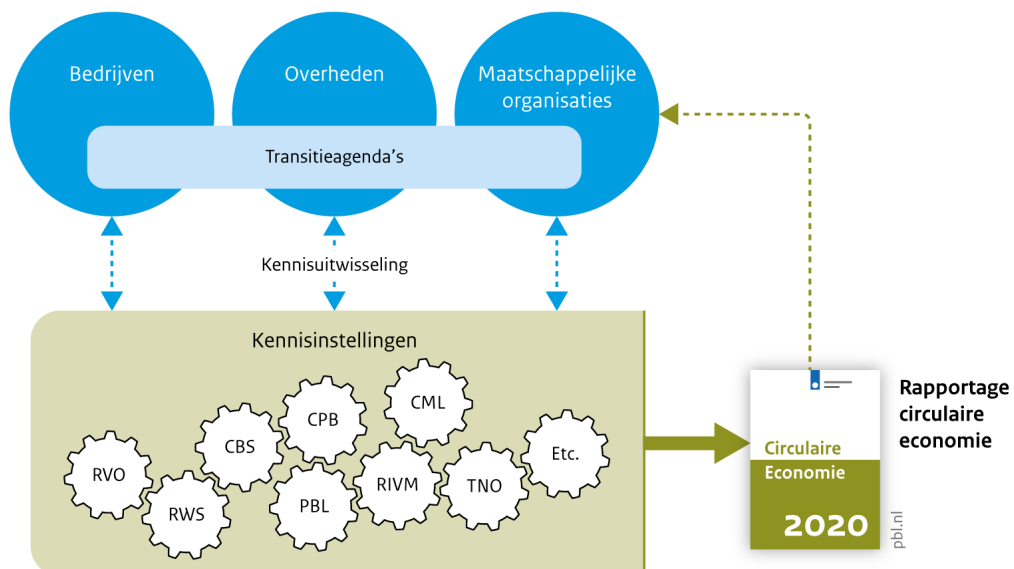 Bedrijven
Overheden
Maatschappelijke
organisaties
Transitieagenda’s
Kennisuitwisseling
Kennisinstellingen
CML
CPB
CBS
Etc.
RVO
RIVM
TNO
PBL
RWS
Circulaire
Economie
2020
Rapportage
circulaire
economie
pbl.nl